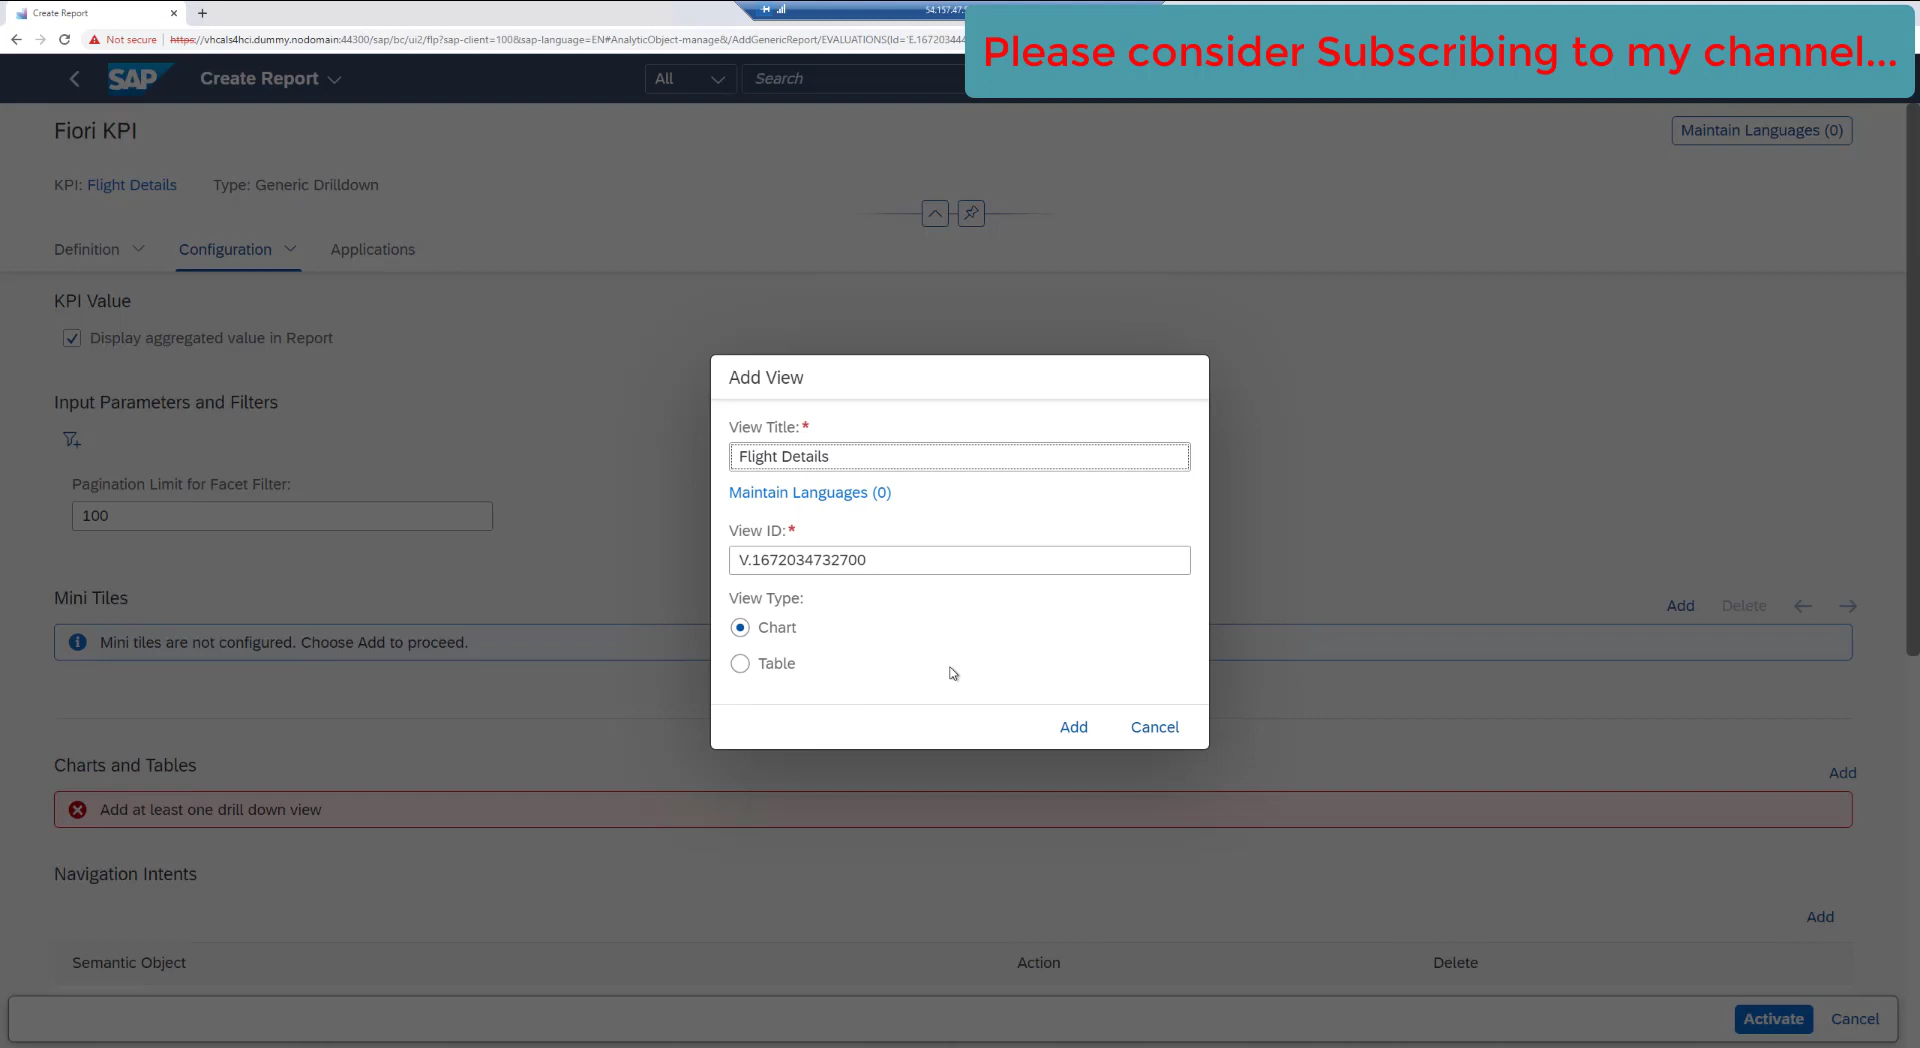 Create Report
54.157.47.
Please consider Subscribing to my channel...
Not secure
https://vhcals4hci.dummy.nodomain:44300/sap/bc/ui2/flp?sap-client=100&sap-language=EN#AnalyticObject-manage&/AddGenericReport/EVALUATIONS(Id='E.167203444
SAP
Create Report
All
Search
Fiori KPI
Maintain Languages (0)
KPI: Flight Details
Type: Generic Drilldown
Definition
Configuration
Applications
KPI Value
Display aggregated value in Report
Input Parameters and Filters
Pagination Limit for Facet Filter:
100
Mini Tiles
Add
Delete
Mini tiles are not configured. Choose Add to proceed.
Charts and Tables
Add
Add at least one drill down view
Navigation Intents
Add
Semantic Object
Action
Delete
Activate
Cancel
Add View
View Title:*
Flight Details
Maintain Languages (0)
View ID:*
V.1672034732700
View Type:
Chart
Table
Add
Cancel